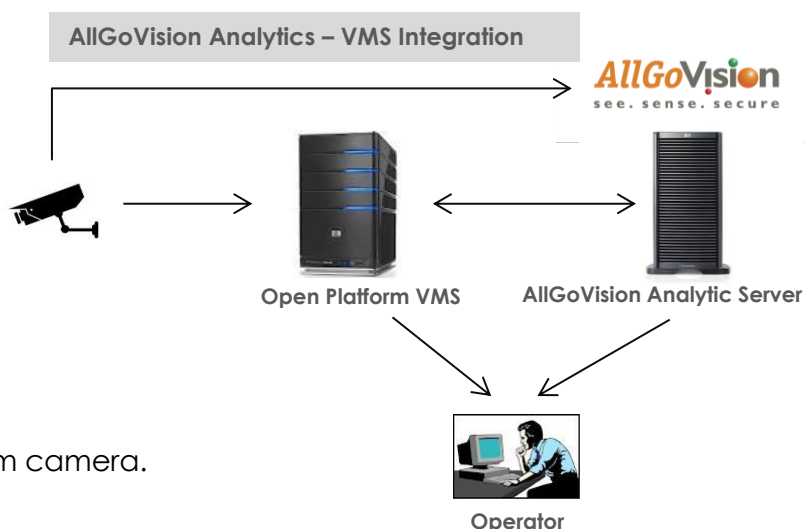 AllGoVision Analytics – VMS Integration
AllGoVision
see. sense. secure
Open Platform VMS
AllGoVision Analytic Server
m camera.
Operator